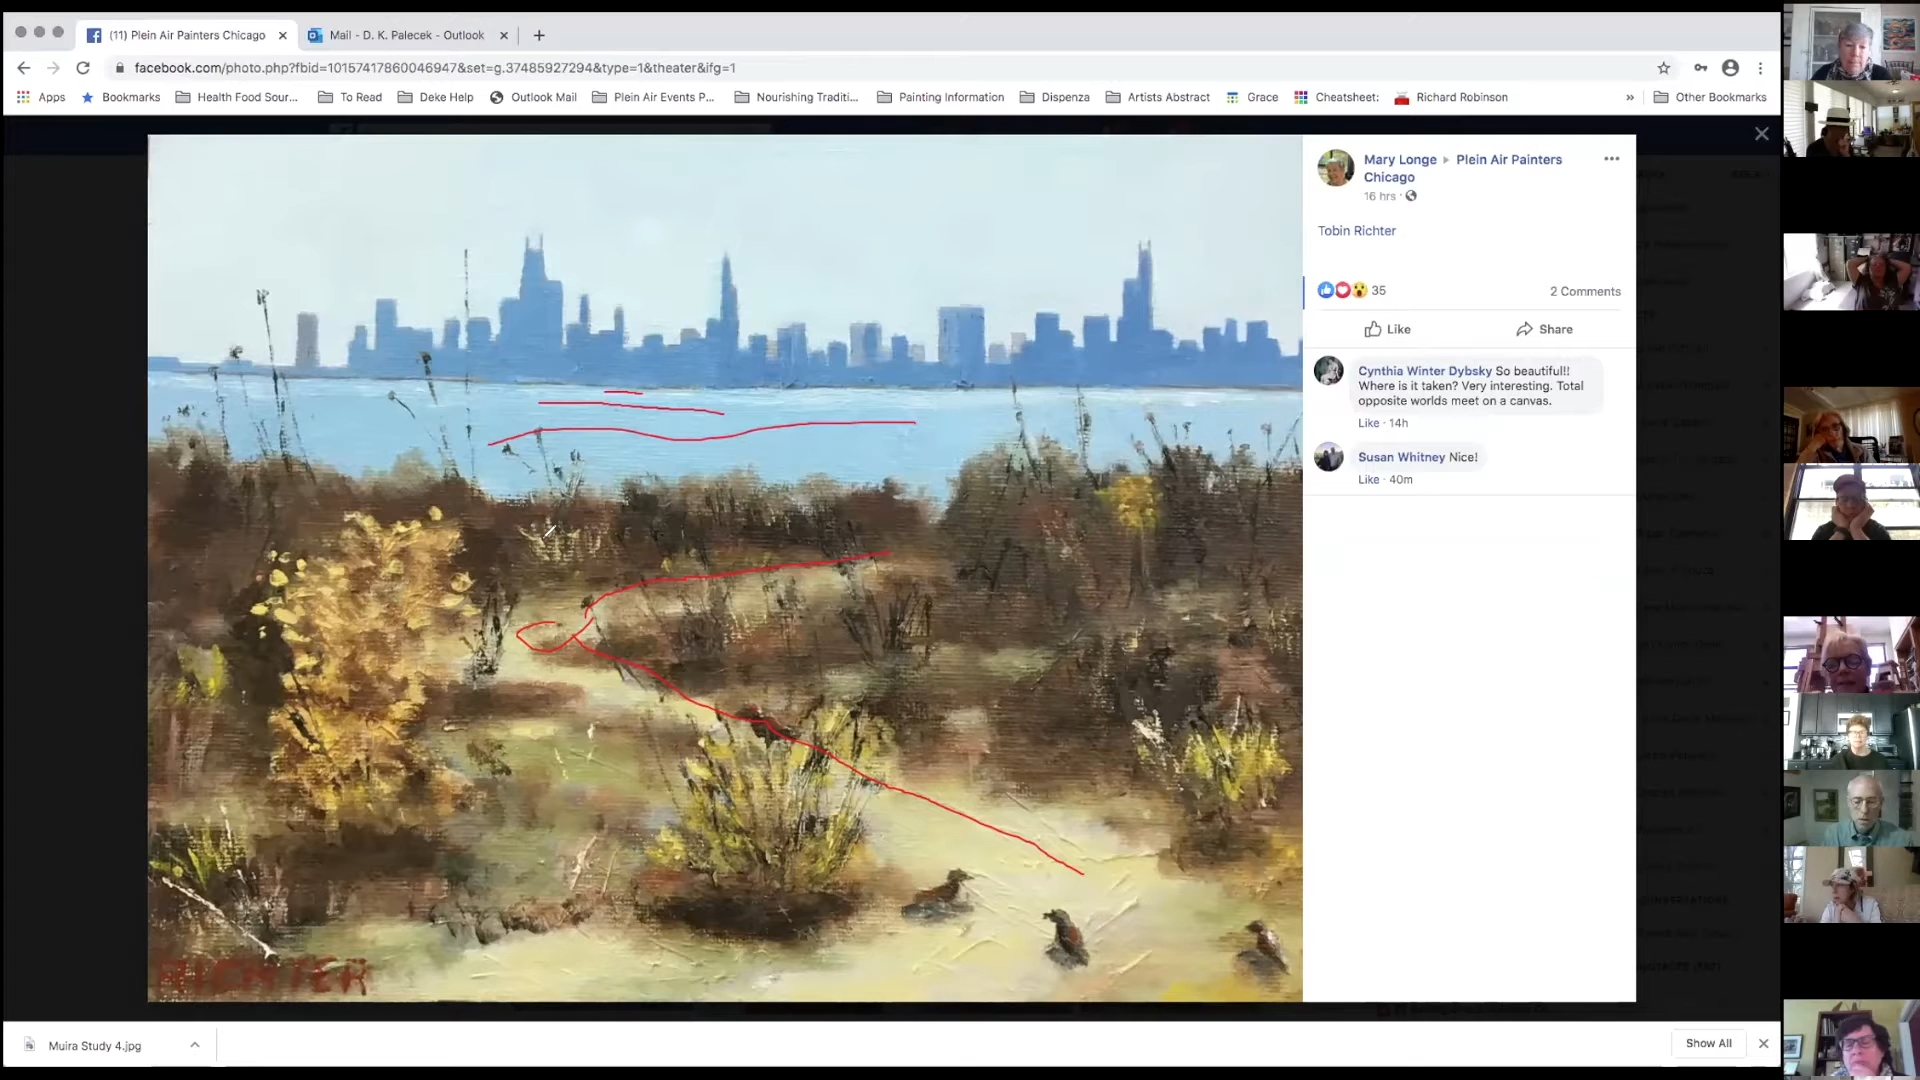 (11) Plein Air Painters Chicago
Mail - D. K. Palecek - Outlook
facebook.com/photo.php?fbid=10157417860046947&set=g.37485927294&type=1&theater&ifg=1
Apps Bookmarks Health Food Sour... To Read Deke Help Outlook Mail Plein Air Events P... Nourishing Traditi... Painting Information Dispenza Artists Abstract Grace Cheatsheet: Richard Robinson » Other Bookmarks
Mary Longe ▸ Plein Air Painters
Chicago
16 hrs ·
Tobin Richter
35 2 Comments
Like Share
Cynthia Winter Dybsky So beautiful!!
Where is it taken? Very interesting. Total
opposite worlds meet on a canvas.
Like · 14h
Susan Whitney Nice!
Like · 40m
RICHTER
Muira Study 4.jpg
Show All